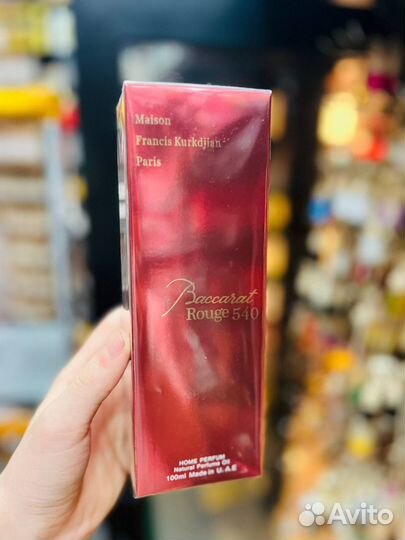 Maison
Francis Kurkdjian
Paris
Baccarat
Rouge 540
HOME PERFUM
Natural Perfume Oil
100ml Made in U.A.E
Avito